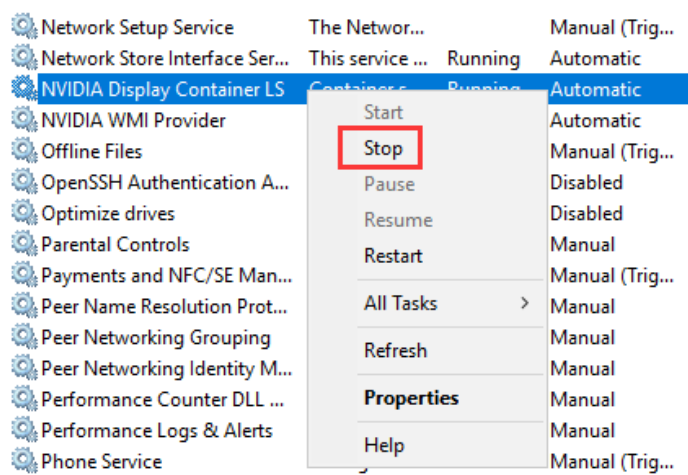 Network Setup Service The Networ... Manual (Trig...
Network Store Interface Ser... This service ... Running Automatic
NVIDIA Display Container LS Container s... Running Automatic
Start
NVIDIA WMI Provider Automatic
Stop
Offline Files Manual (Trig...
Pause
OpenSSH Authentication A... Disabled
Resume
Optimize drives Disabled
Restart
Parental Controls Manual
Payments and NFC/SE Man... Manual (Trig...
All Tasks >
Peer Name Resolution Prot... Manual
Peer Networking Grouping Manual
Refresh
Peer Networking Identity M... Manual
Properties
Performance Counter DLL ... Manual
Performance Logs & Alerts Manual
Help
Phone Service Manual (Trig...